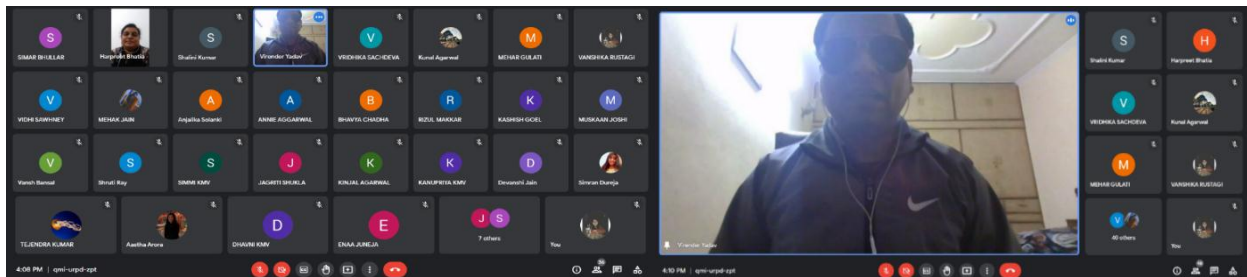 S
S
V
M
SIMAR BHULLAR
Harpreet Bhatia
Shalini Kumar
Virender Yadav
VRIDHIKA SACHDEVA
Kunal Agarwal
MEHAR GULATI
VANSHIKA RUSTAGI
V
A
A
B
R
K
M
VIDHI SAWHNEY
MEHAK JAIN
Anjalika Solanki
ANNIE AGGARWAL
BHAVYA CHADHA
RIZUL MAKKAR
KASHISH GOEL
MUSKAAN JOSHI
V
S
S
J
K
K
D
Vansh Bansal
Shruti Ray
SIMMI KMV
JAGRITI SHUKLA
KINJAL AGARWAL
KANUPRIYA KMV
Devanshi Jain
Simran Dureja
D
E
J S
TEJENDRA KUMAR
Aastha Arora
DHAVNI KMV
ENAA JUNEJA
7 others
You
4:08 PM | qmi-urpd-zpt
Virender Yadav
S
H
Shalini Kumar
Harpreet Bhatia
V
VRIDHIKA SACHDEVA
Kunal Agarwal
M
MEHAR GULATI
VANSHIKA RUSTAGI
V
46 others
You
4:10 PM | qmi-urpd-zpt